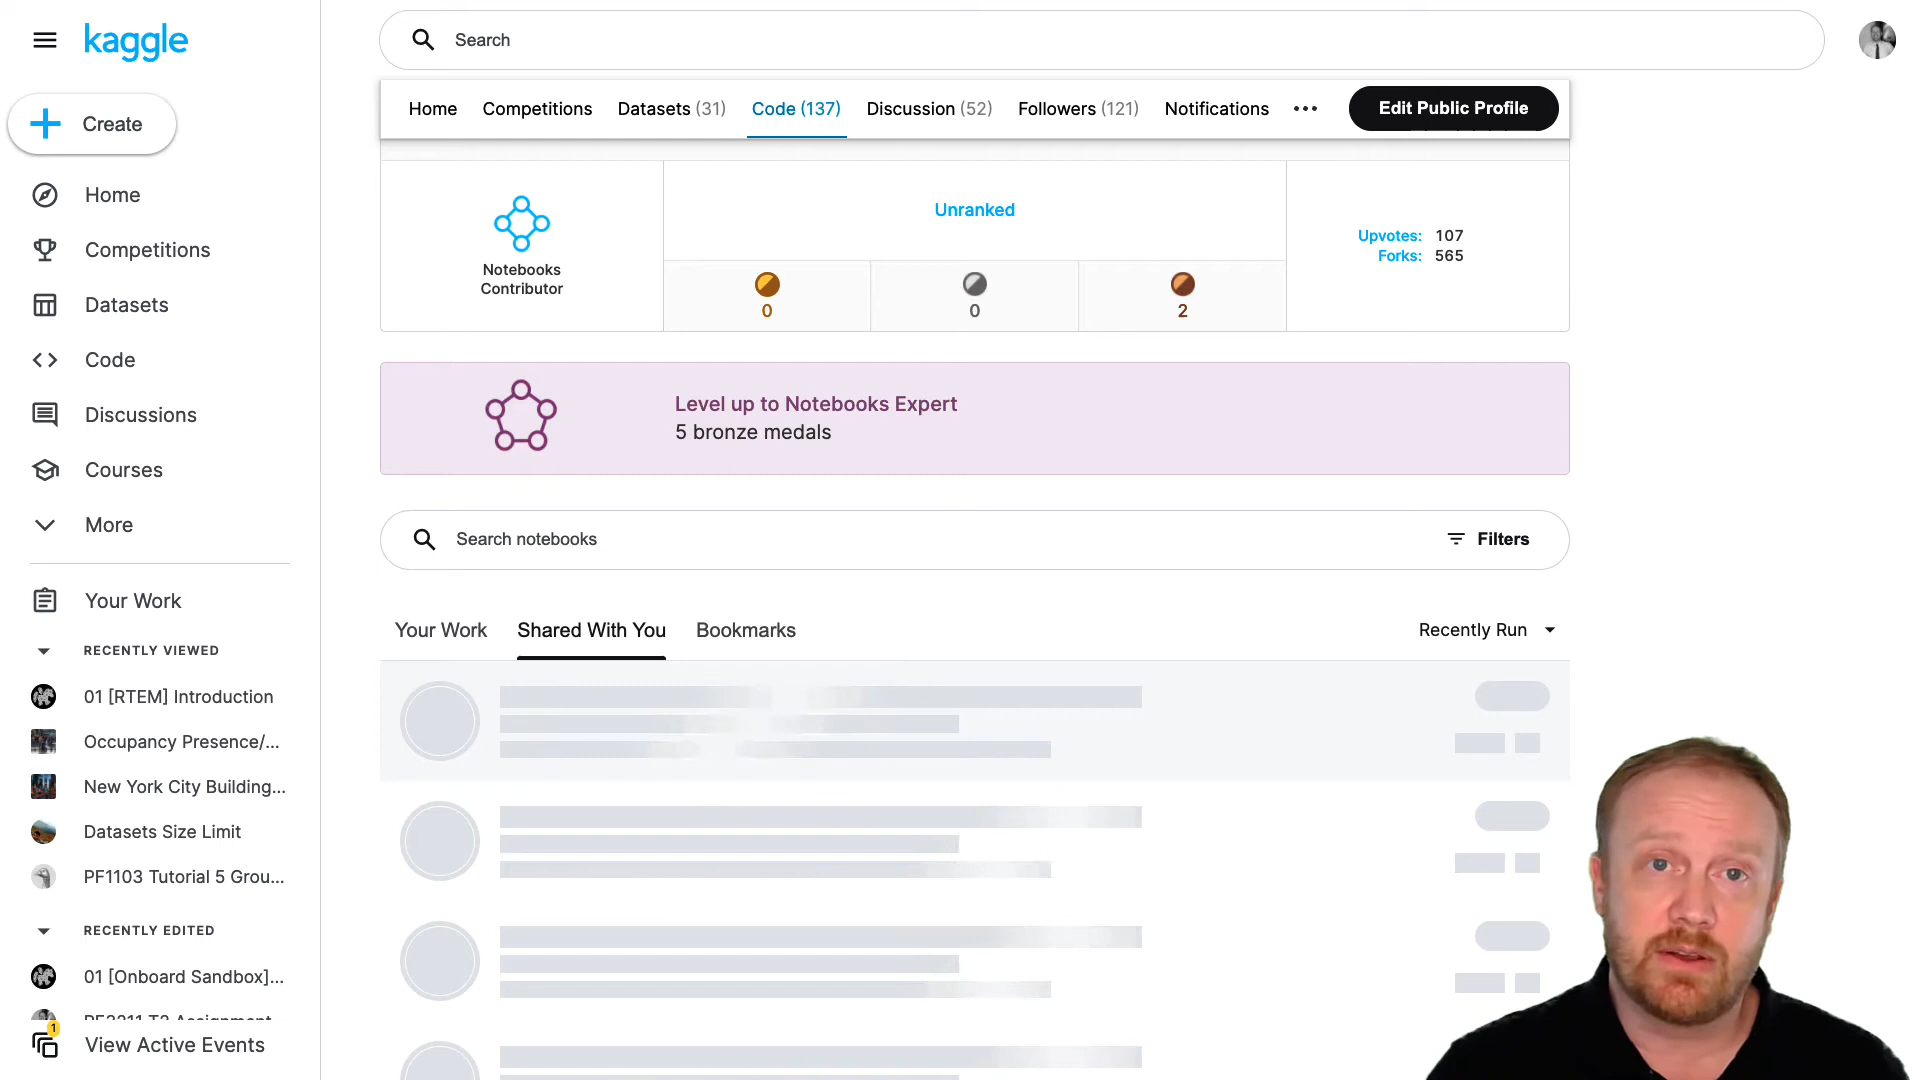 kaggle
Search
Create
Home
Competitions
Datasets
Code
Discussions
Courses
More
Your Work
RECENTLY VIEWED
01 [RTEM] Introduction
Occupancy Presence/...
New York City Building...
Datasets Size Limit
PF1103 Tutorial 5 Grou...
RECENTLY EDITED
01 [Onboard Sandbox]...
1
View Active Events
Home Competitions Datasets (31) Code (137) Discussion (52) Followers (121) Notifications ••• Edit Public Profile
Notebooks
Contributor
Unranked
0 0 2
Upvotes: 107
Forks: 565
Level up to Notebooks Expert
5 bronze medals
Search notebooks Filters
Your Work Shared With You Bookmarks Recently Run